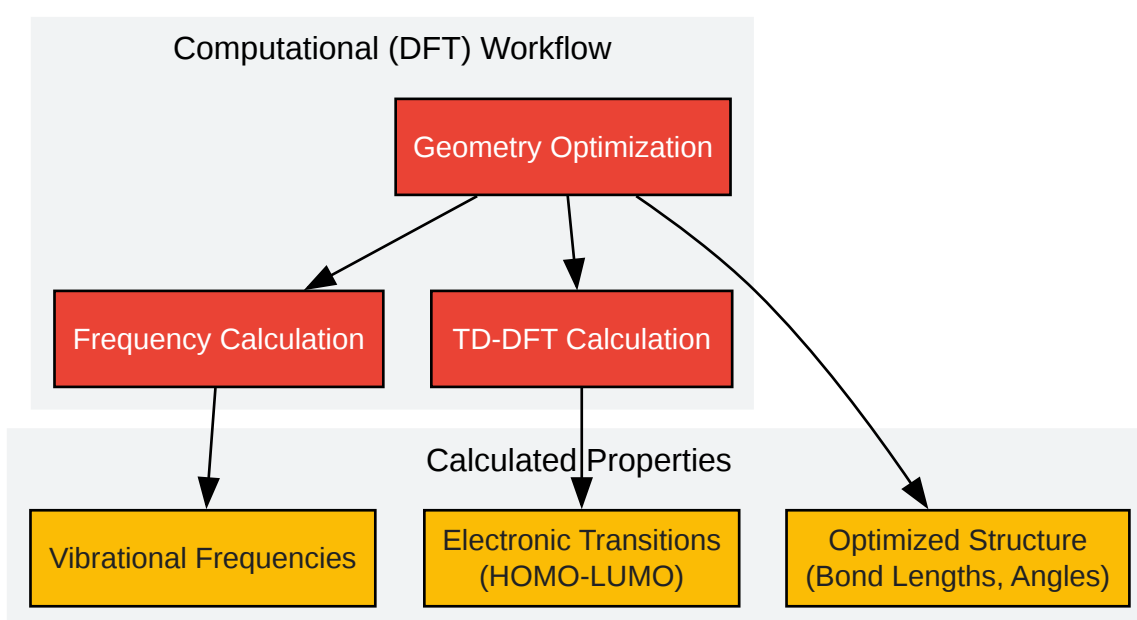 Computational (DFT) Workflow
Geometry Optimization
Frequency Calculation
TD-DFT Calculation
Calculated Properties
Vibrational Frequencies
Electronic Transitions
(HOMO-LUMO)
Optimized Structure
(Bond Lengths, Angles)